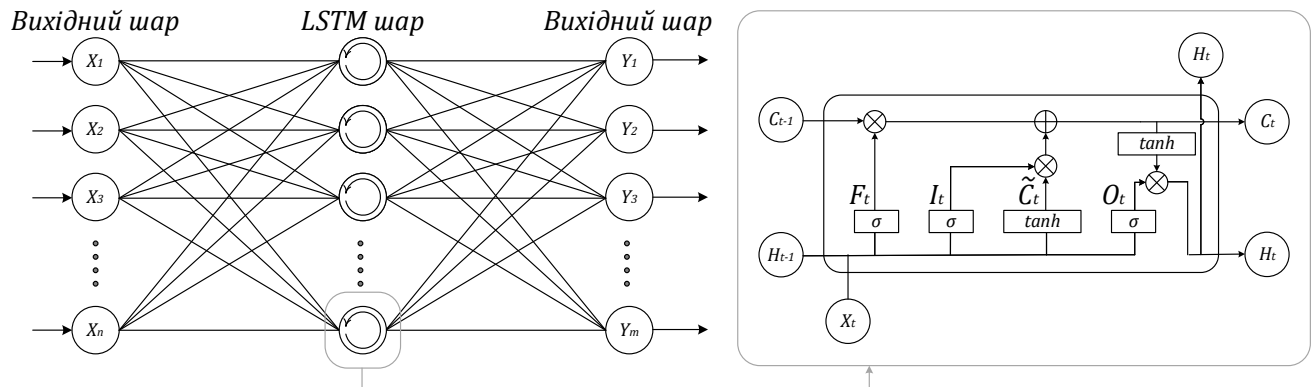 Вихідний шар LSTM шар Вихідний шар
X1 Y1
X2 Y2
X3 Y3
Xn Ym
Ht
Ct-1 Ct
tanh
Ft It C̃t Ot
σ σ tanh σ
Ht-1 Ht
Xt